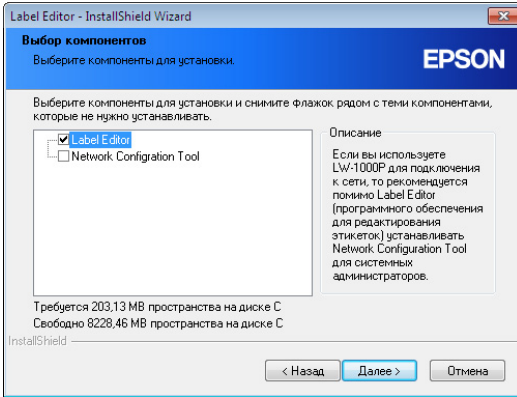 Label Editor - InstallShield Wizard
Выбор компонентов
Выберите компоненты для установки.
EPSON
Выберите компоненты для установки и снимите флажок рядом с теми компонентами,
которые не нужно устанавливать.
Label Editor
Network Configration Tool
Описание
Если вы используете
LW-1000P для подключения
к сети, то рекомендуется
помимо Label Editor
(программного обеспечения
для редактирования
этикеток) устанавливать
Network Configuration Tool
для системных
администраторов.
Требуется 203,13 MB пространства на диске C
Свободно 8228,46 MB пространства на диске C
InstallShield
< Назад
Далее >
Отмена